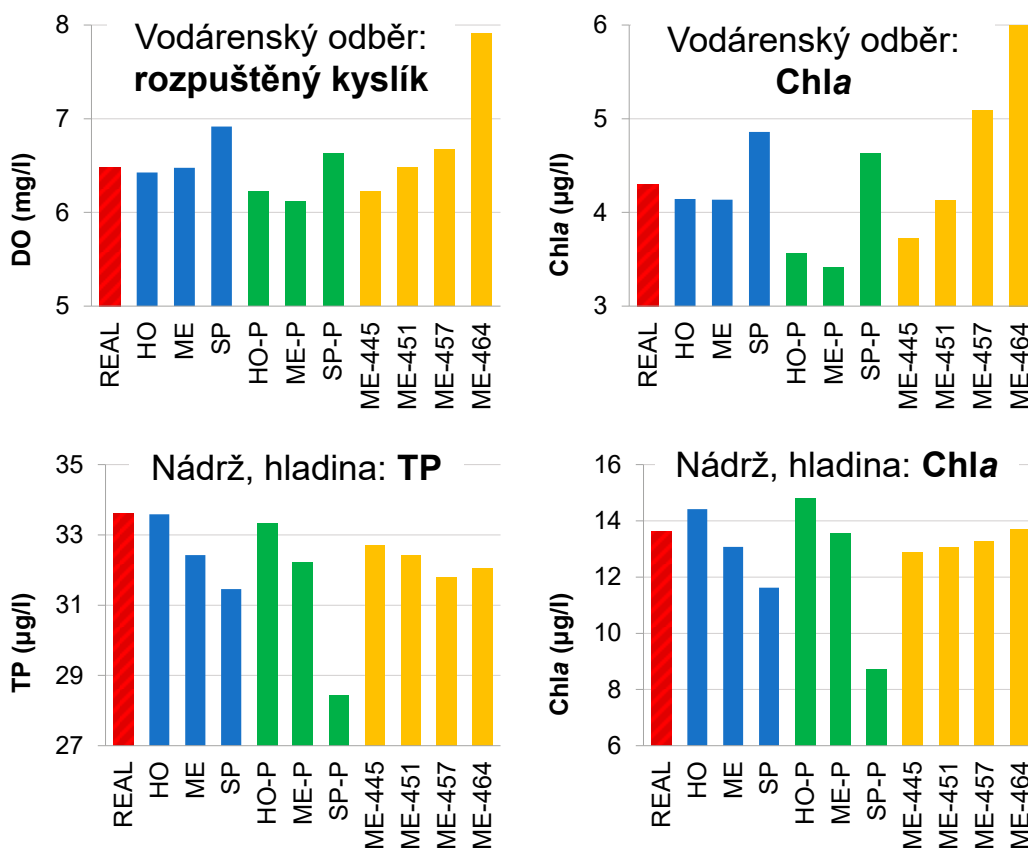 Vodárenský odběr:
rozpuštěný kyslík
DO (mg/l)
8
7
6
5
REAL
HO
ME
SP
HO-P
ME-P
SP-P
ME-445
ME-451
ME-457
ME-464
Vodárenský odběr:
Chla
Chla (µg/l)
6
5
4
3
REAL
HO
ME
SP
HO-P
ME-P
SP-P
ME-445
ME-451
ME-457
ME-464
Nádrž, hladina: TP
TP (µg/l)
35
33
31
29
27
REAL
HO
ME
SP
HO-P
ME-P
SP-P
ME-445
ME-451
ME-457
ME-464
Nádrž, hladina: Chla
Chla (µg/l)
16
14
12
10
8
6
REAL
HO
ME
SP
HO-P
ME-P
SP-P
ME-445
ME-451
ME-457
ME-464